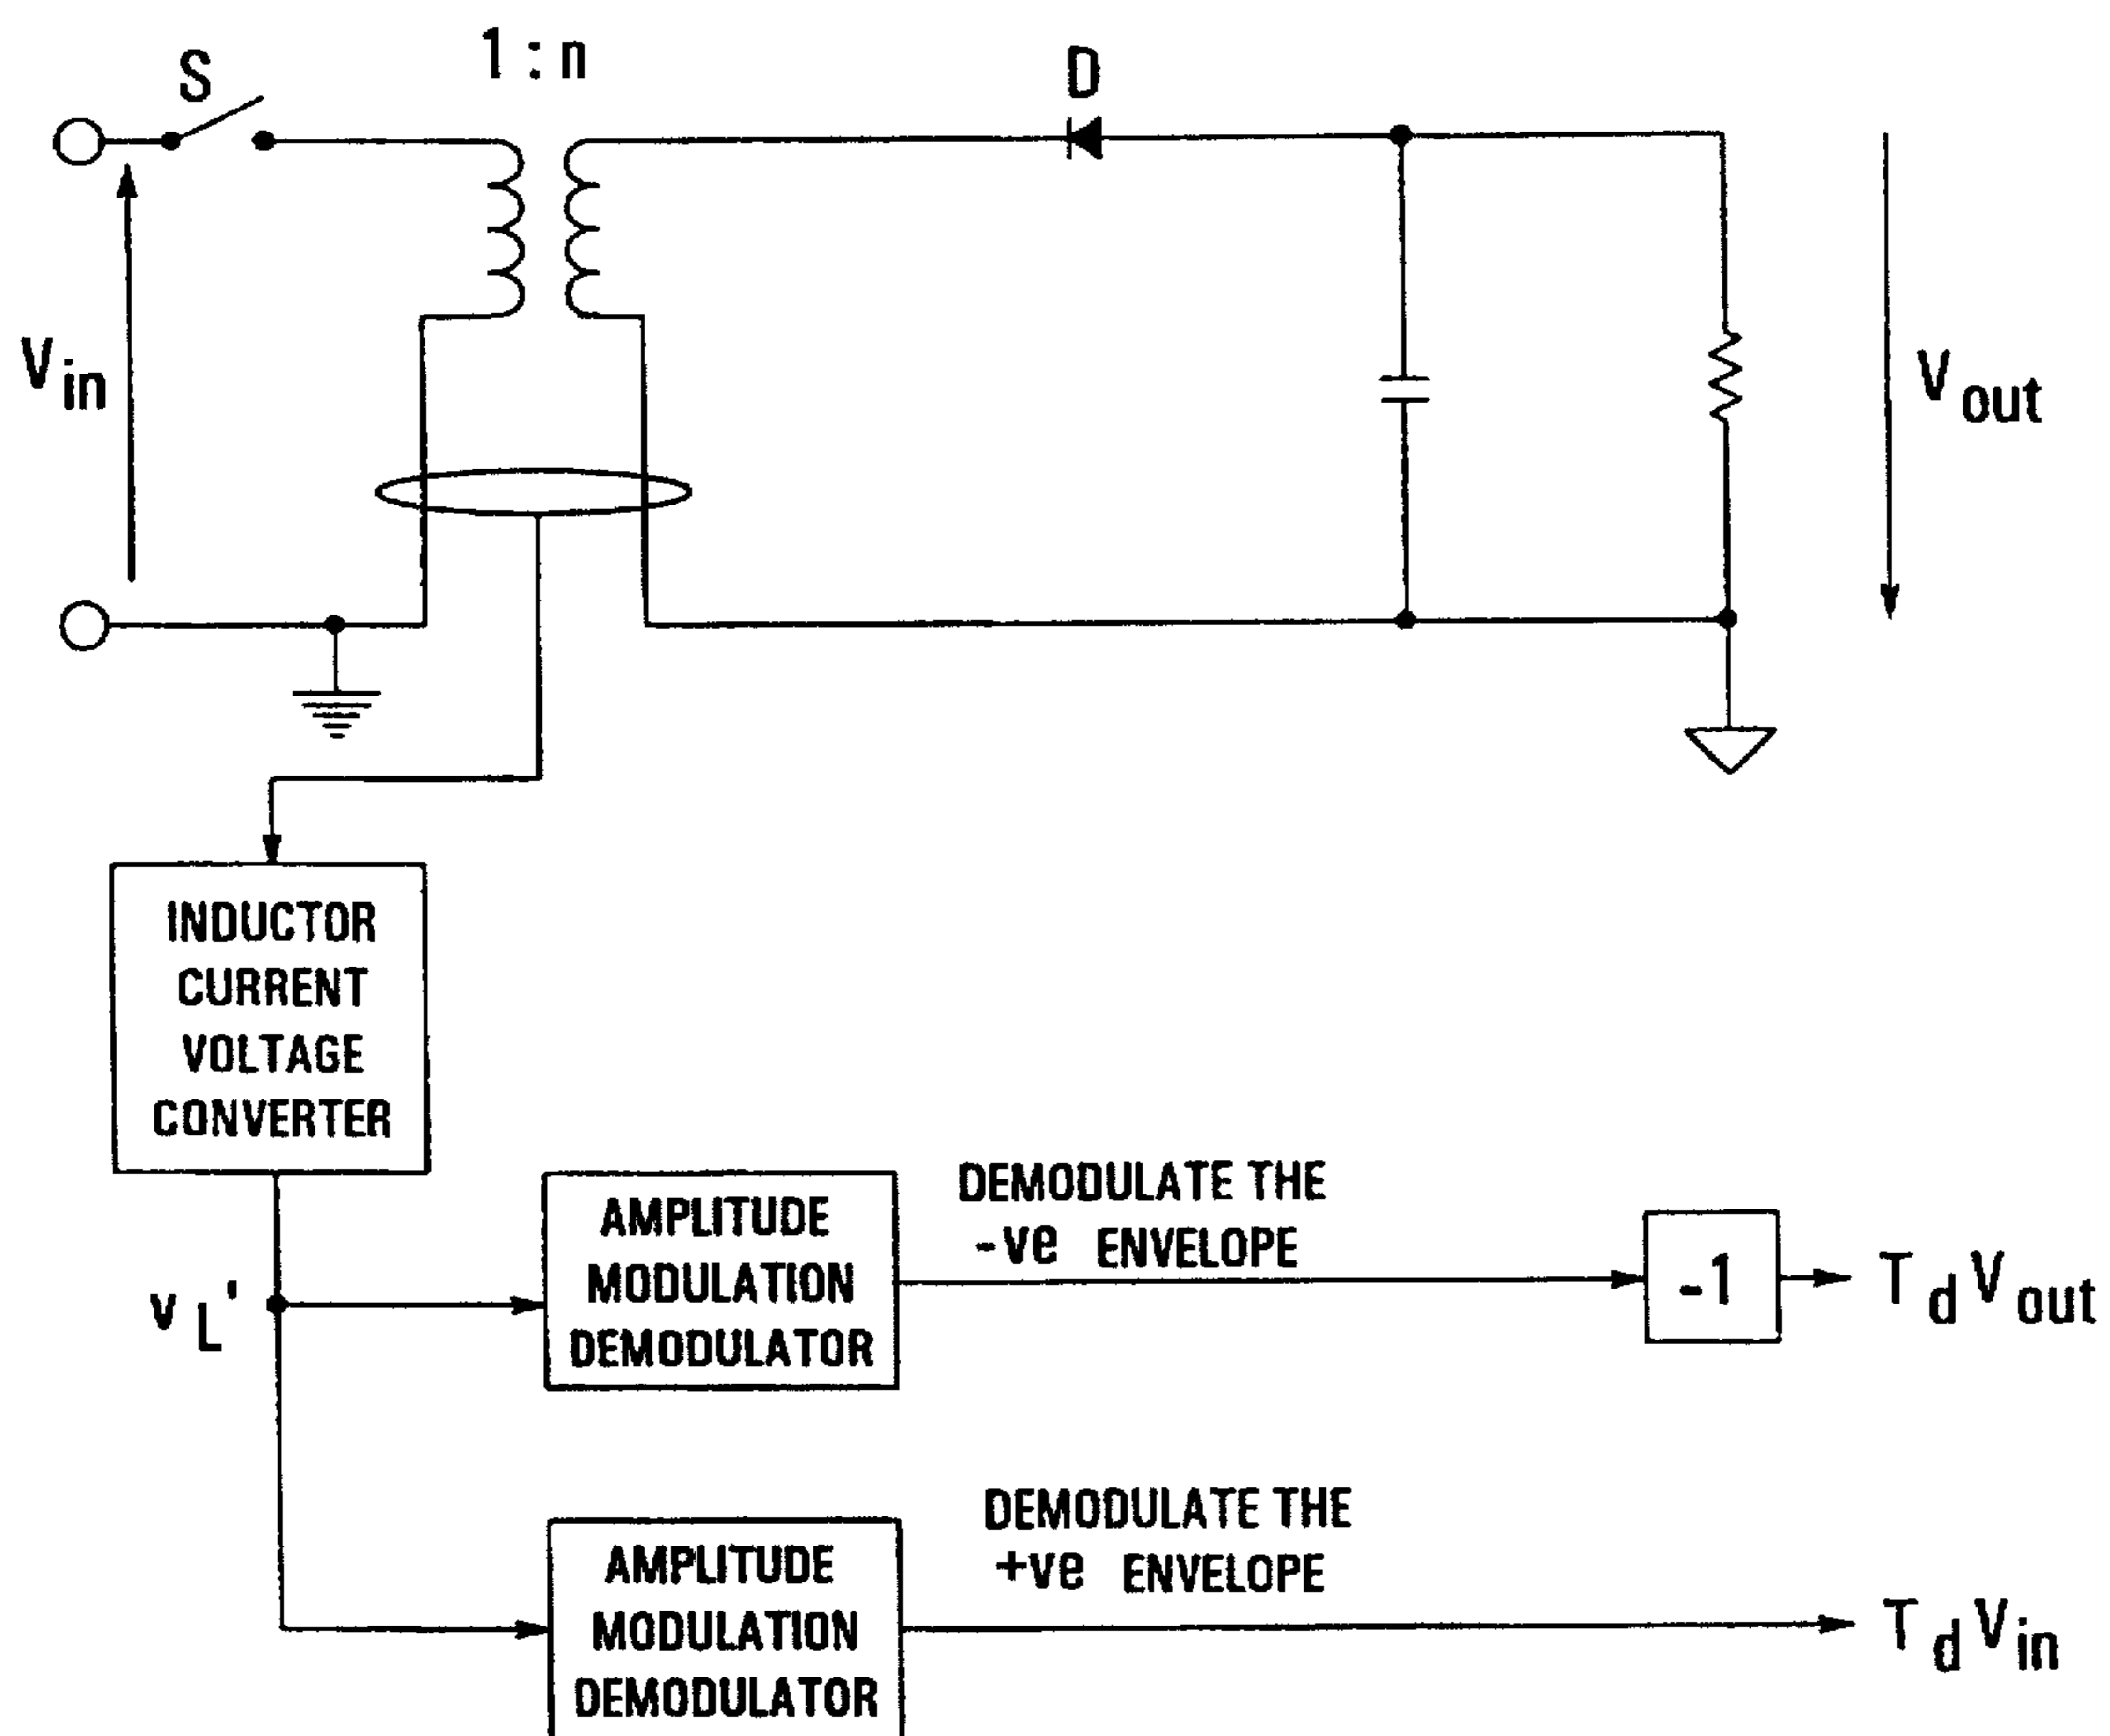 S
1 : n
D
Vin
Vout
INDUCTOR
CURRENT
VOLTAGE
CONVERTER
vL'
AMPLITUDE
MODULATION
DEMODULATOR
DEMODULATE THE
-ve ENVELOPE
-1
TdVout
AMPLITUDE
MODULATION
DEMODULATOR
DEMODULATE THE
+ve ENVELOPE
TdVin